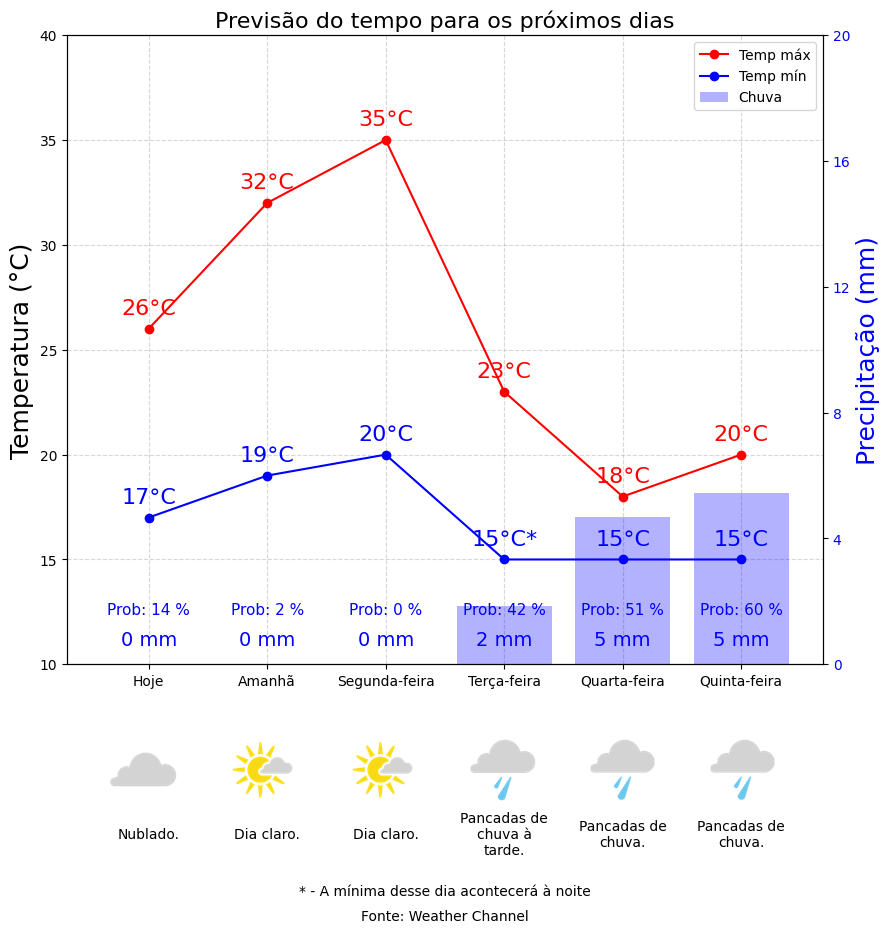 Previsão do tempo para os próximos dias
Temperatura (°C)
40
35
30
25
20
15
10
Precipitação (mm)
20
16
12
8
4
0
Temp máx
Temp mín
Chuva
26°C
32°C
35°C
23°C
18°C
20°C
17°C
19°C
20°C
15°C*
15°C
15°C
Prob: 14 %
Prob: 2 %
Prob: 0 %
Prob: 42 %
Prob: 51 %
Prob: 60 %
0 mm
0 mm
0 mm
2 mm
5 mm
5 mm
Hoje
Amanhã
Segunda-feira
Terça-feira
Quarta-feira
Quinta-feira
Nublado.
Dia claro.
Dia claro.
Pancadas de
chuva à
tarde.
Pancadas de
chuva.
Pancadas de
chuva.
* - A mínima desse dia acontecerá à noite
Fonte: Weather Channel